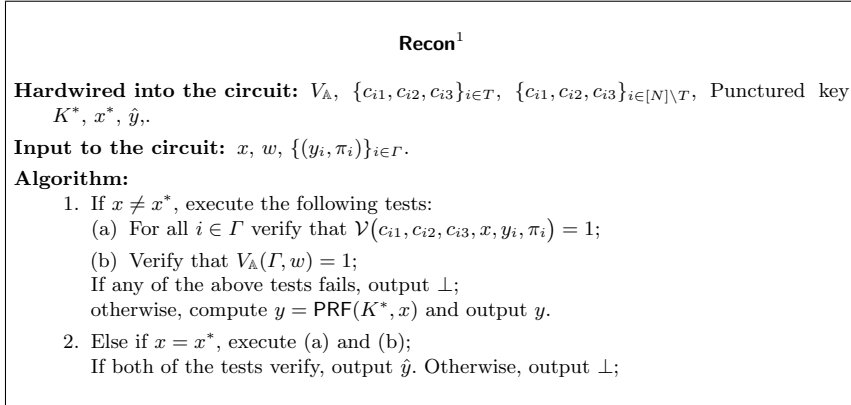 Recon¹
Hardwired into the circuit: V_𝔸, {c_{i1}, c_{i2}, c_{i3}}_{i∈T}, {c_{i1}, c_{i2}, c_{i3}}_{i∈[N]\T}, Punctured key
K*, x*, ŷ,.
Input to the circuit: x, w, {(y_i, π_i)}_{i∈Γ}.
Algorithm:
1. If x ≠ x*, execute the following tests:
(a) For all i ∈ Γ verify that 𝒱(c_{i1}, c_{i2}, c_{i3}, x, y_i, π_i) = 1;
(b) Verify that V_𝔸(Γ, w) = 1;
If any of the above tests fails, output ⊥;
otherwise, compute y = PRF(K*, x) and output y.
2. Else if x = x*, execute (a) and (b);
If both of the tests verify, output ŷ. Otherwise, output ⊥;